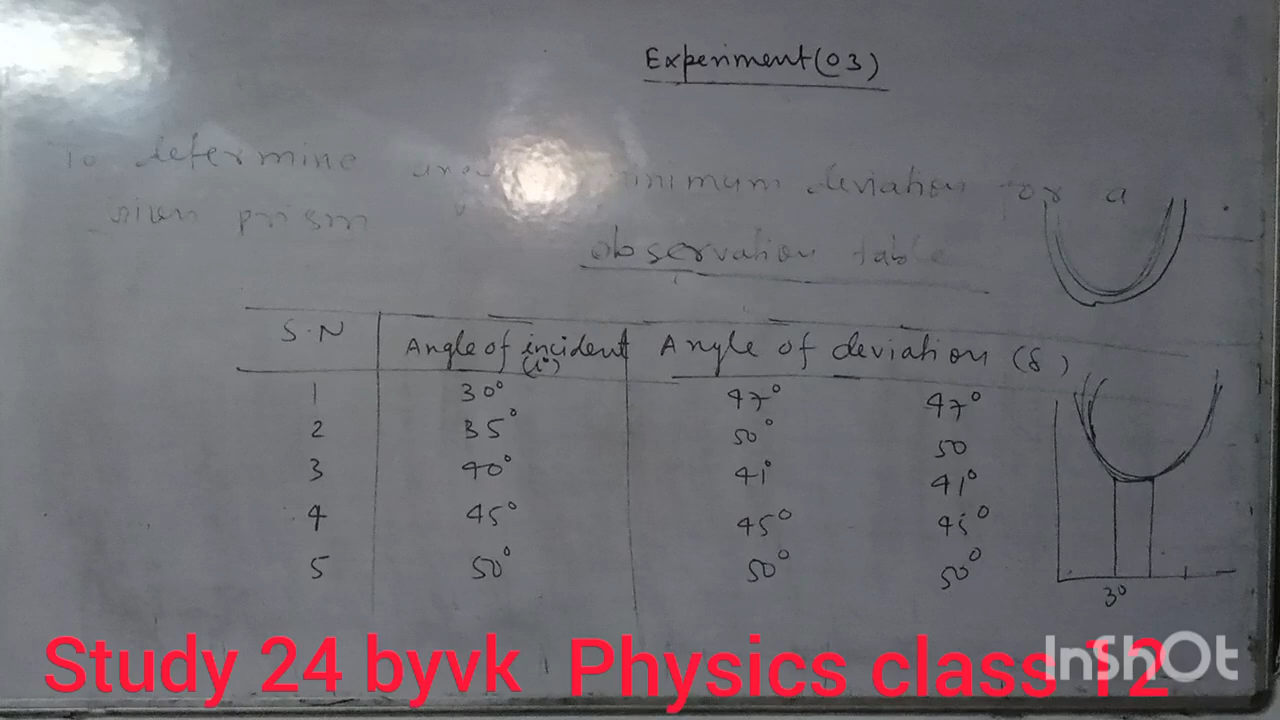 Experiment(03)
To determine minimum deviation for a
given prism
observation table
S.N Angle of incident (i°) Angle of deviation (δ)
1 30° 47° 47°
2 35° 50° 50
3 40° 41° 41°
4 45° 45° 45°
5 50° 50° 50°
30
Study 24 byvk Physics class 12
InShOt